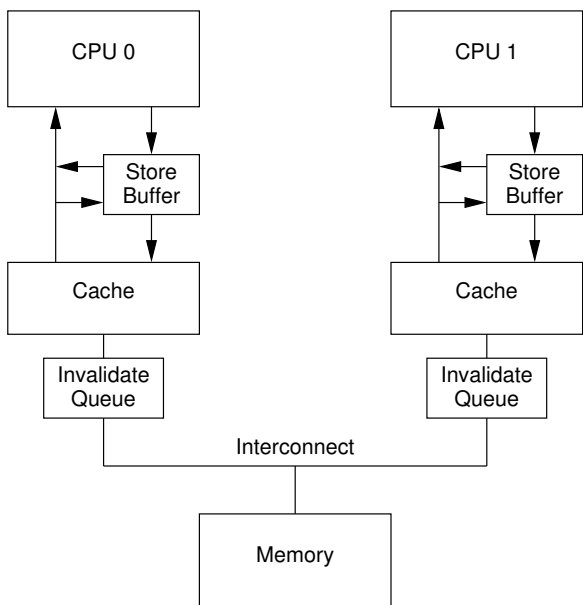 CPU 0
CPU 1
Store
Buffer
Store
Buffer
Cache
Cache
Invalidate
Queue
Invalidate
Queue
Interconnect
Memory